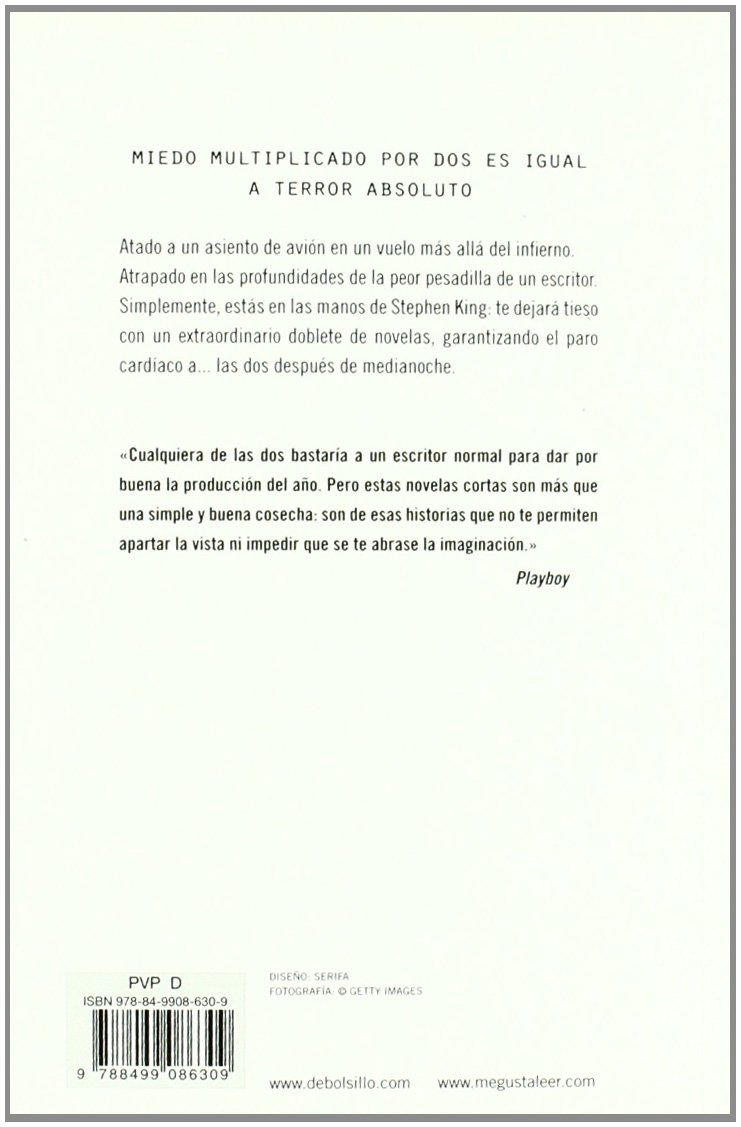 MIEDO MULTIPLICADO POR DOS ES IGUAL
A TERROR ABSOLUTO
Atado a un asiento de avión en un vuelo más allá del infierno.
Atrapado en las profundidades de la peor pesadilla de un escritor.
Simplemente, estás en las manos de Stephen King: te dejará tieso
con un extraordinario doblete de novelas, garantizando el paro
cardíaco a... las dos después de medianoche.
«Cualquiera de las dos bastaría a un escritor normal para dar por
buena la producción del año. Pero estas novelas cortas son más que
una simple y buena cosecha: son de esas historias que no te permiten
apartar la vista ni impedir que se te abrase la imaginación.»
Playboy
PVP D
ISBN 978-84-9908-630-9
9 788499 086309
DISEÑO: SERIFA
FOTOGRAFÍA: © GETTY IMAGES
www.debolsillo.com www.megustaleer.com